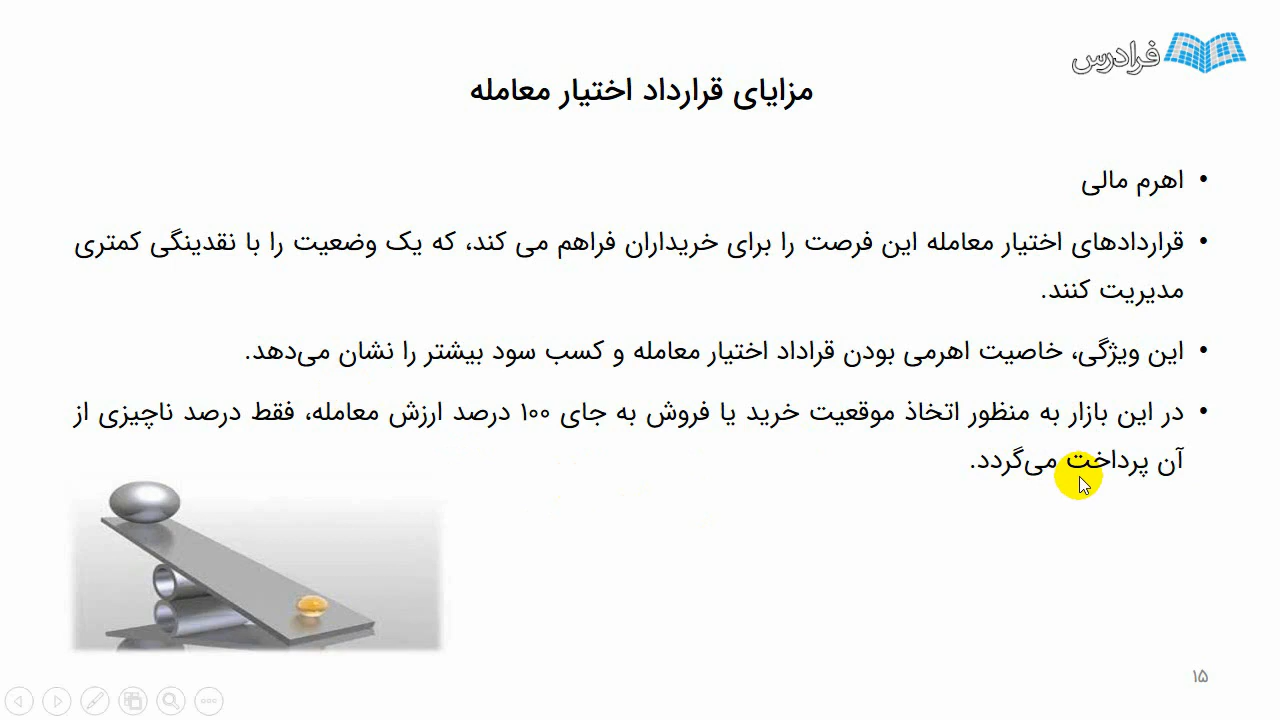 فرادرس
مزایای قرارداد اختیار معامله
• اهرم مالی
• قراردادهای اختیار معامله این فرصت را برای خریداران فراهم می کند، که یک وضعیت را با نقدینگی کمتری
مدیریت کنند.
• این ویژگی، خاصیت اهرمی بودن قراداد اختیار معامله و کسب سود بیشتر را نشان می‌دهد.
• در این بازار به منظور اتخاذ موقعیت خرید یا فروش به جای ۱۰۰ درصد ارزش معامله، فقط درصد ناچیزی از
آن پرداخت می‌گردد.
۱۵